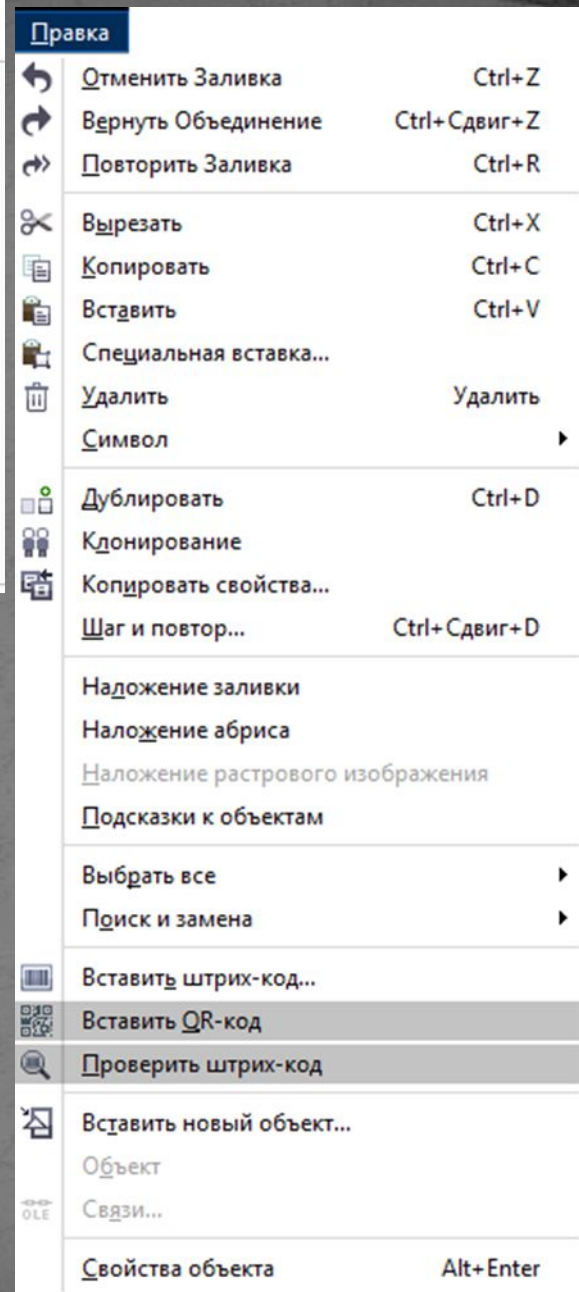 Правка
Отменить Заливка Ctrl+Z
Вернуть Объединение Ctrl+Сдвиг+Z
Повторить Заливка Ctrl+R
Вырезать Ctrl+X
Копировать Ctrl+C
Вставить Ctrl+V
Специальная вставка...
Удалить Удалить
Символ
Дублировать Ctrl+D
Клонирование
Копировать свойства...
Шаг и повтор... Ctrl+Сдвиг+D
Наложение заливки
Наложение абриса
Наложение растрового изображения
Подсказки к объектам
Выбрать все
Поиск и замена
Вставить штрих-код...
Вставить QR-код
Проверить штрих-код
Вставить новый объект...
Объект
OLE Связи...
Свойства объекта Alt+Enter